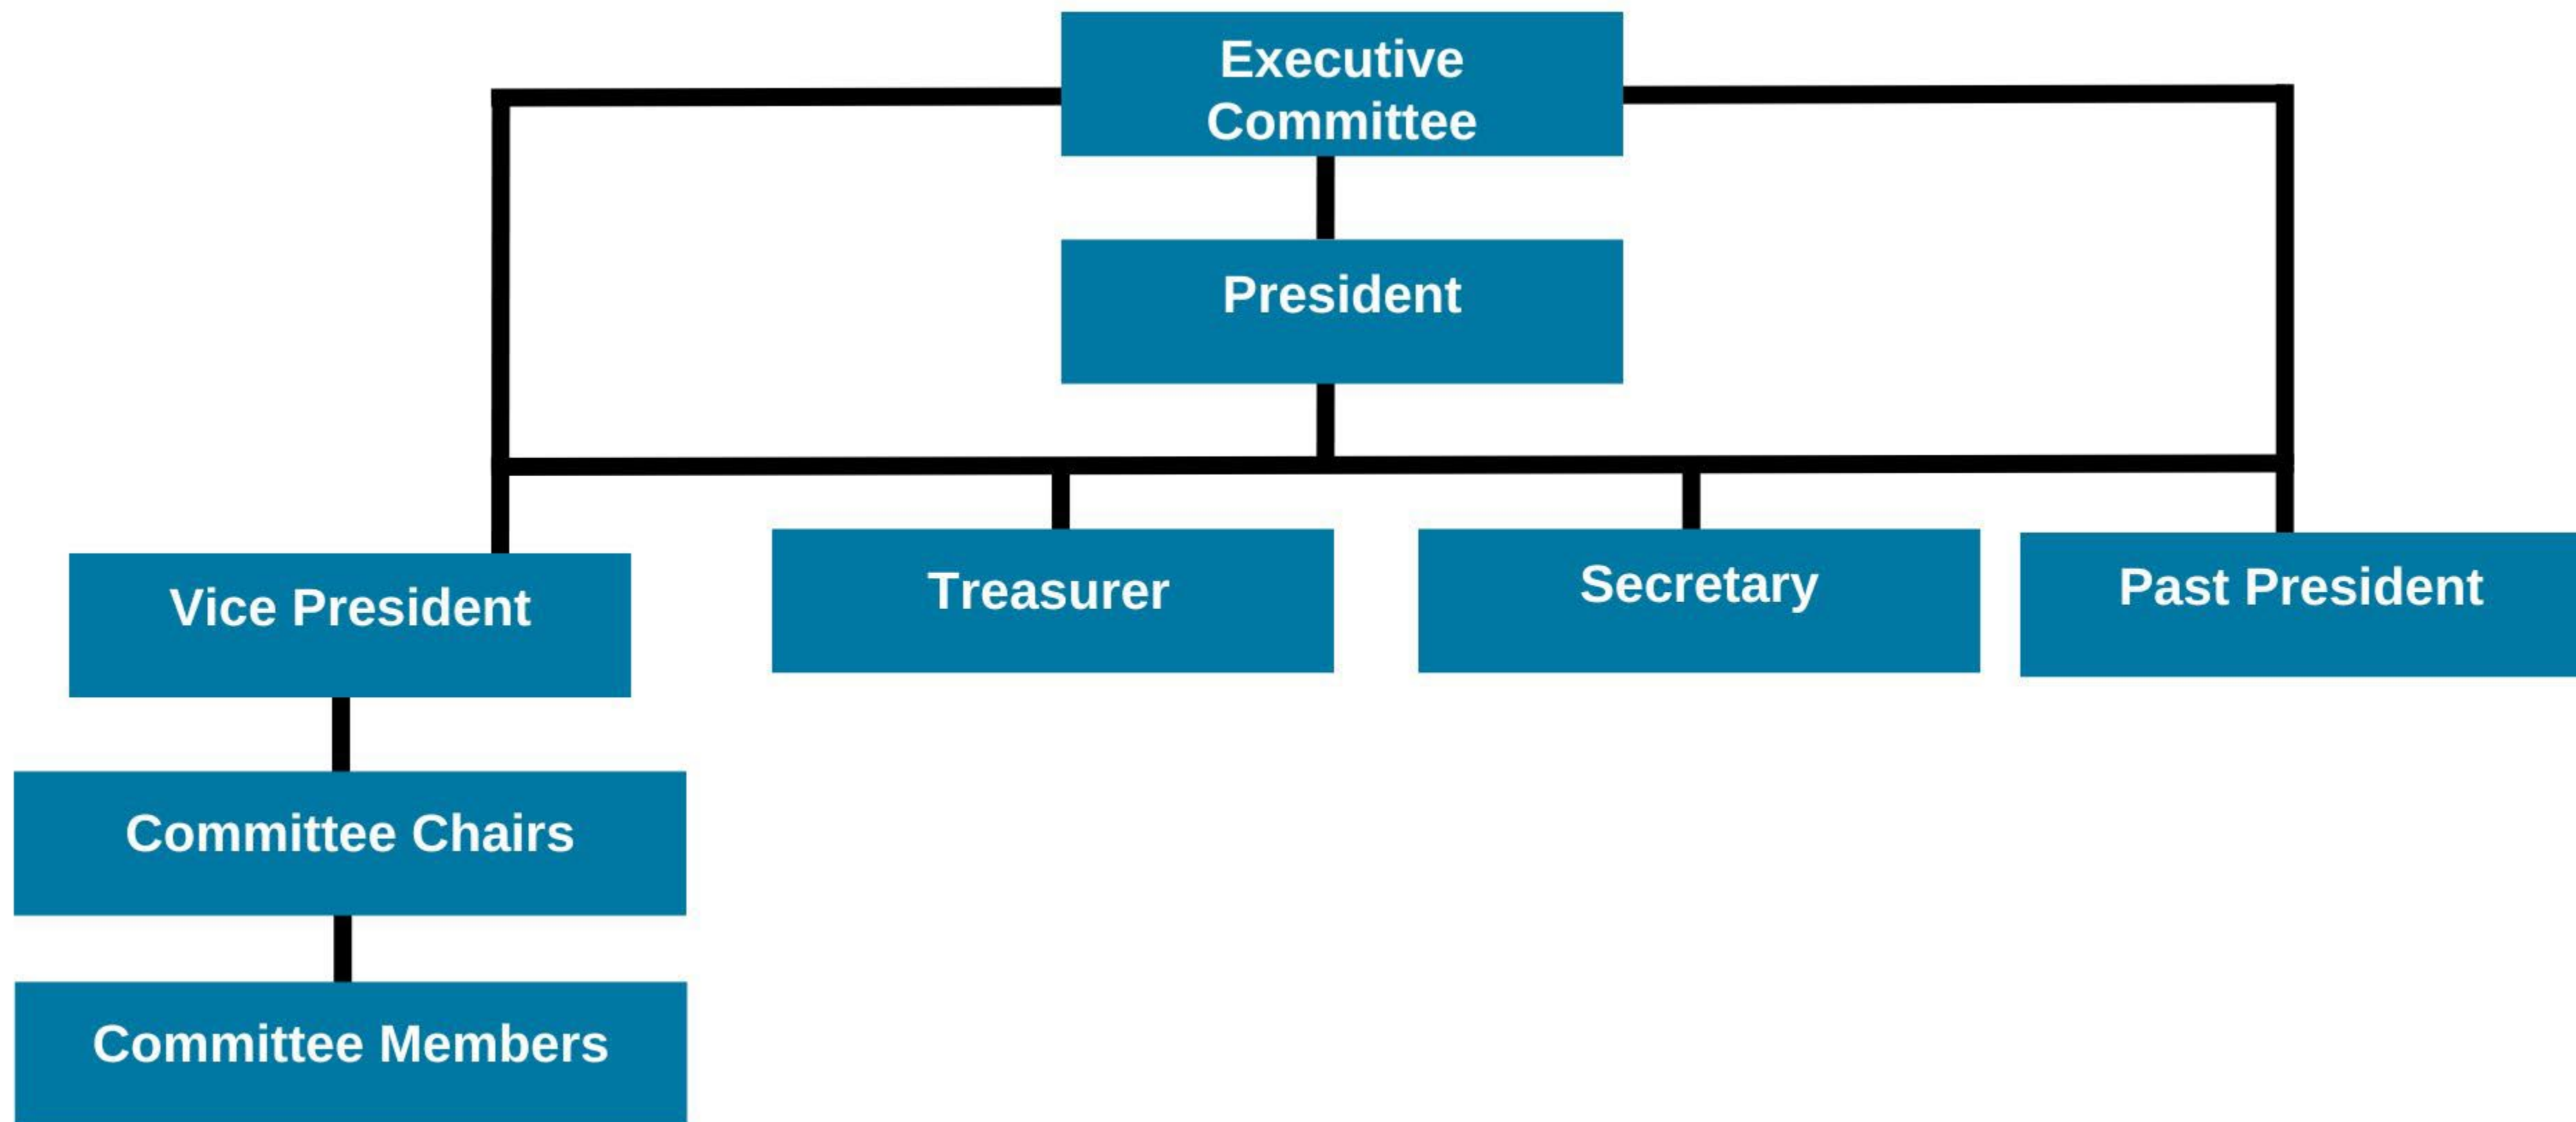 Executive
Committee
President
Vice President
Treasurer
Secretary
Past President
Committee Chairs
Committee Members